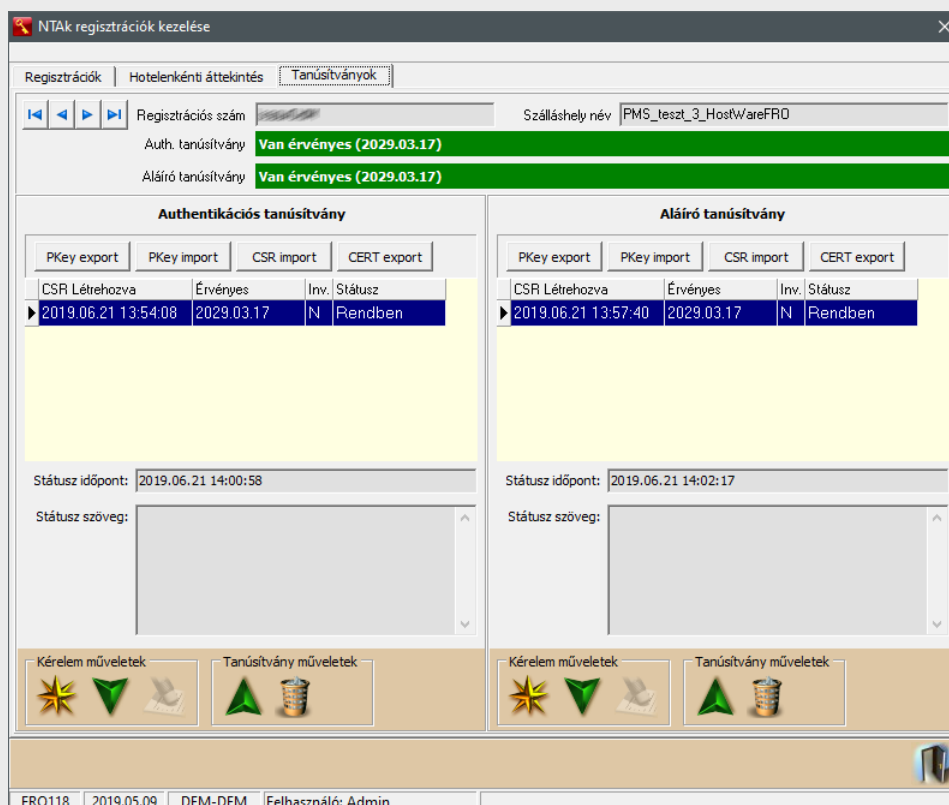 NTAk regisztrációk kezelése
Regisztrációk Hotelenkénti áttekintés Tanúsítványok
Regisztrációs szám Szálláshely név PMS_teszt_3_HostWareFRO
Auth. tanúsítvány Van érvényes (2029.03.17)
Aláíró tanúsítvány Van érvényes (2029.03.17)
Authentikációs tanúsítvány
PKey export PKey import CSR import CERT export
CSR Létrehozva Érvényes Inv. Státusz
2019.06.21 13:54:08 2029.03.17 N Rendben
Státusz időpont: 2019.06.21 14:00:58
Státusz szöveg:
Kérelem műveletek Tanúsítvány műveletek
Aláíró tanúsítvány
PKey export PKey import CSR import CERT export
CSR Létrehozva Érvényes Inv. Státusz
2019.06.21 13:57:40 2029.03.17 N Rendben
Státusz időpont: 2019.06.21 14:02:17
Státusz szöveg:
Kérelem műveletek Tanúsítvány műveletek
FRO118 2019.05.09 DEM-DEM Felhasználó: Admin